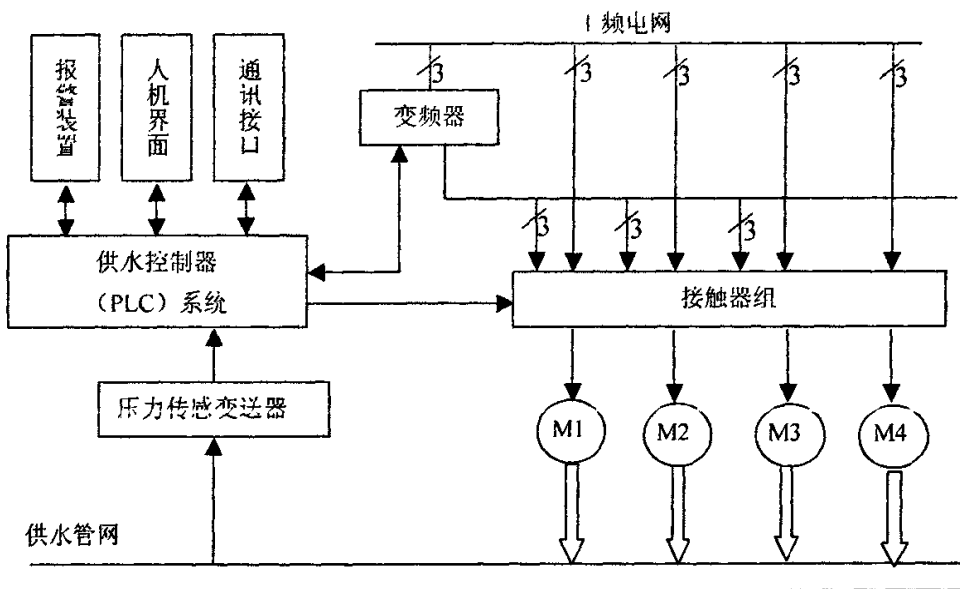 工频电网
报警装置
人机界面
通讯接口
3
3
3
3
3
变频器
3
3
3
供水控制器
(PLC)系统
接触器组
压力传感变送器
M1
M2
M3
M4
供水管网